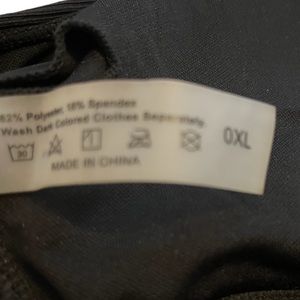 82% Polyester, 18% Spandex
Wash Dark Colored Clothes Separately
30
0XL
MADE IN CHINA